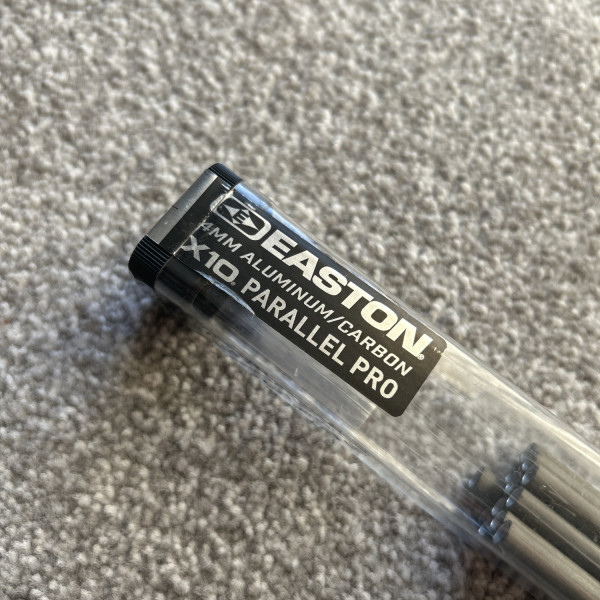 EASTON
4MM ALUMINUM/CARBON
X10® PARALLEL PRO